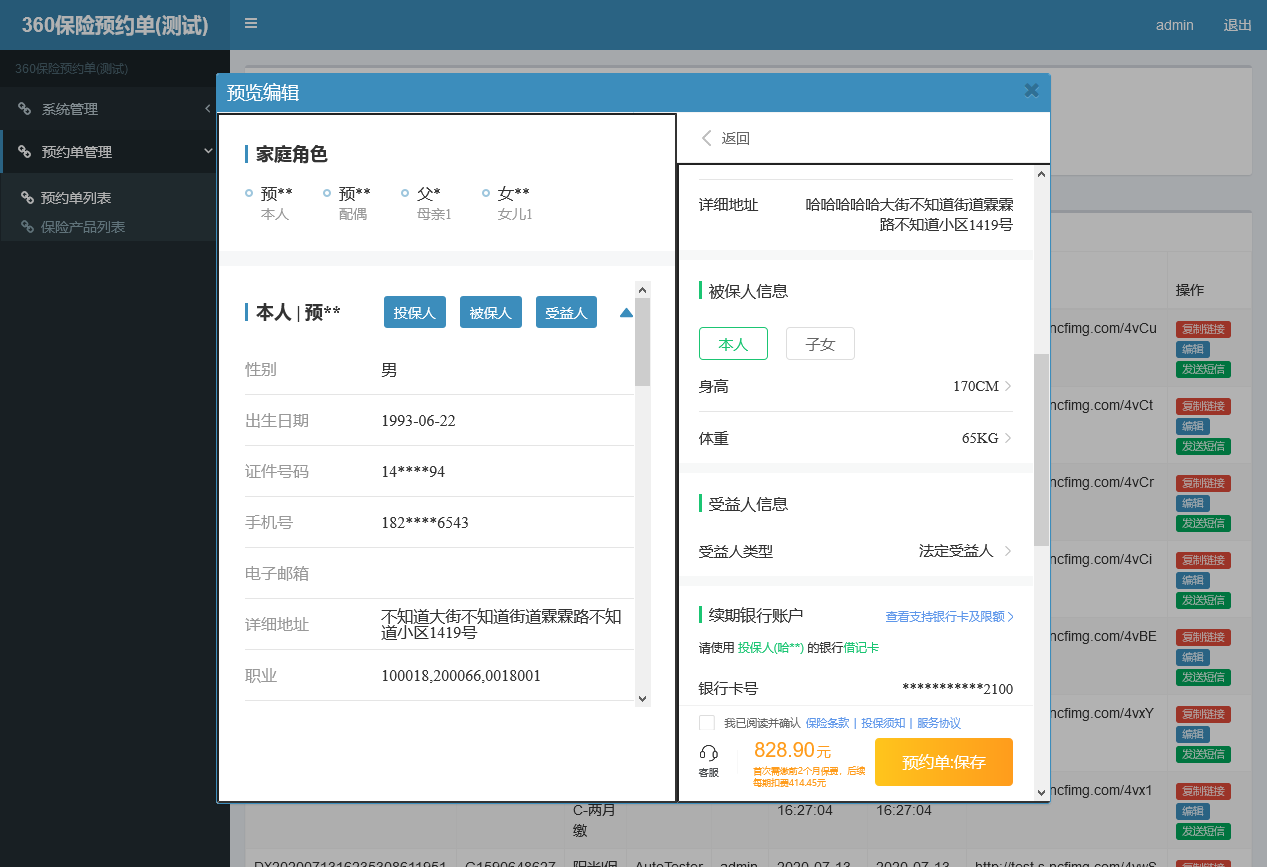 360保险预约单(测试)
admin
退出
360保险预约单(测试)
系统管理
预约单管理
预约单列表
保险产品列表
预览编辑
家庭角色
预** 预** 父* 女**
本人 配偶 母亲1 女儿1
本人 | 预** 投保人 被保人 受益人
性别 男
出生日期 1993-06-22
证件号码 14****94
手机号 182****6543
电子邮箱
详细地址 不知道大街不知道街道霖霖路不知
道小区1419号
职业 100018,200066,0018001
返回
详细地址 哈哈哈哈哈大街不知道街道霖霖
路不知道小区1419号
被保人信息
本人 子女
身高 170CM
体重 65KG
受益人信息
受益人类型 法定受益人
续期银行账户 查看支持银行卡及限额
请使用 投保人(哈**) 的银行借记卡
银行卡号 ***********2100
我已阅读并确认 保险条款 | 投保须知 | 服务协议
客服
828.90元
首次需缴前2个月保费，后续
每期扣费414.45元
预约单:保存
操作
ncfimg.com/4vCu
复制链接
编辑
发送短信
ncfimg.com/4vCt
复制链接
编辑
发送短信
ncfimg.com/4vCr
复制链接
编辑
发送短信
ncfimg.com/4vCi
复制链接
编辑
发送短信
ncfimg.com/4vBE
复制链接
编辑
发送短信
ncfimg.com/4vxY
复制链接
编辑
发送短信
ncfimg.com/4vx1
复制链接
编辑
发送短信
C-两月
缴
16:27:04 16:27:04
AutoTester admin 2020-07-13 2020-07-13